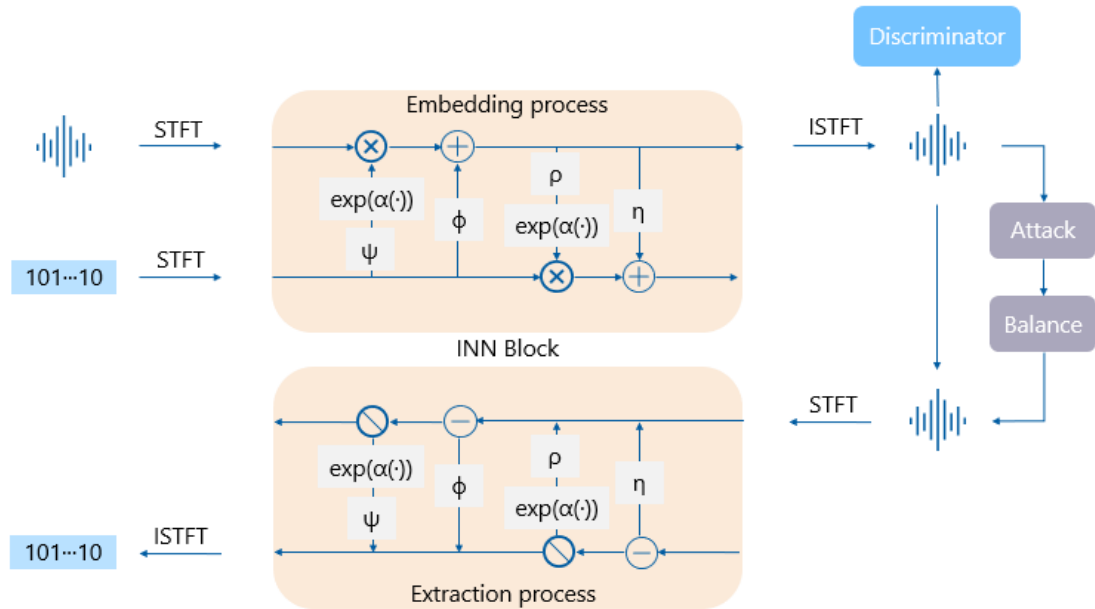 Discriminator
Embedding process
STFT
ISTFT
exp(α(·))
ψ
ϕ
ρ
exp(α(·))
η
Attack
101···10
STFT
Balance
INN Block
STFT
exp(α(·))
ψ
ϕ
ρ
exp(α(·))
η
101···10
ISTFT
Extraction process